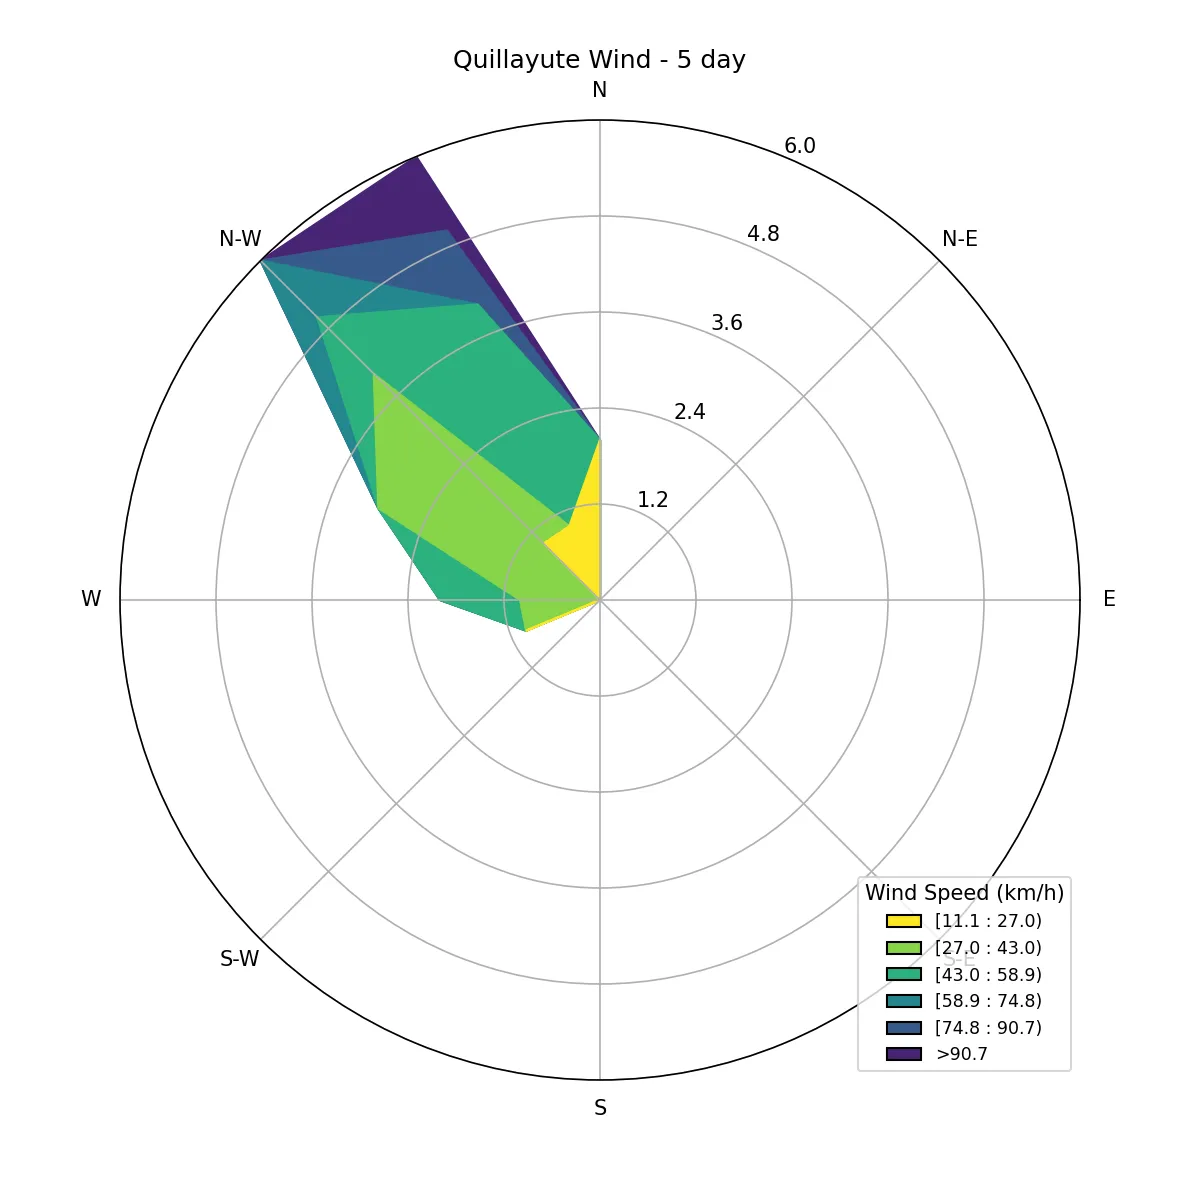 Quillayute Wind - 5 day
N
6.0
N-W
4.8
N-E
3.6
2.4
1.2
W
E
S-W
S-E
S
Wind Speed (km/h)
[11.1 : 27.0)
[27.0 : 43.0)
[43.0 : 58.9)
[58.9 : 74.8)
[74.8 : 90.7)
>90.7